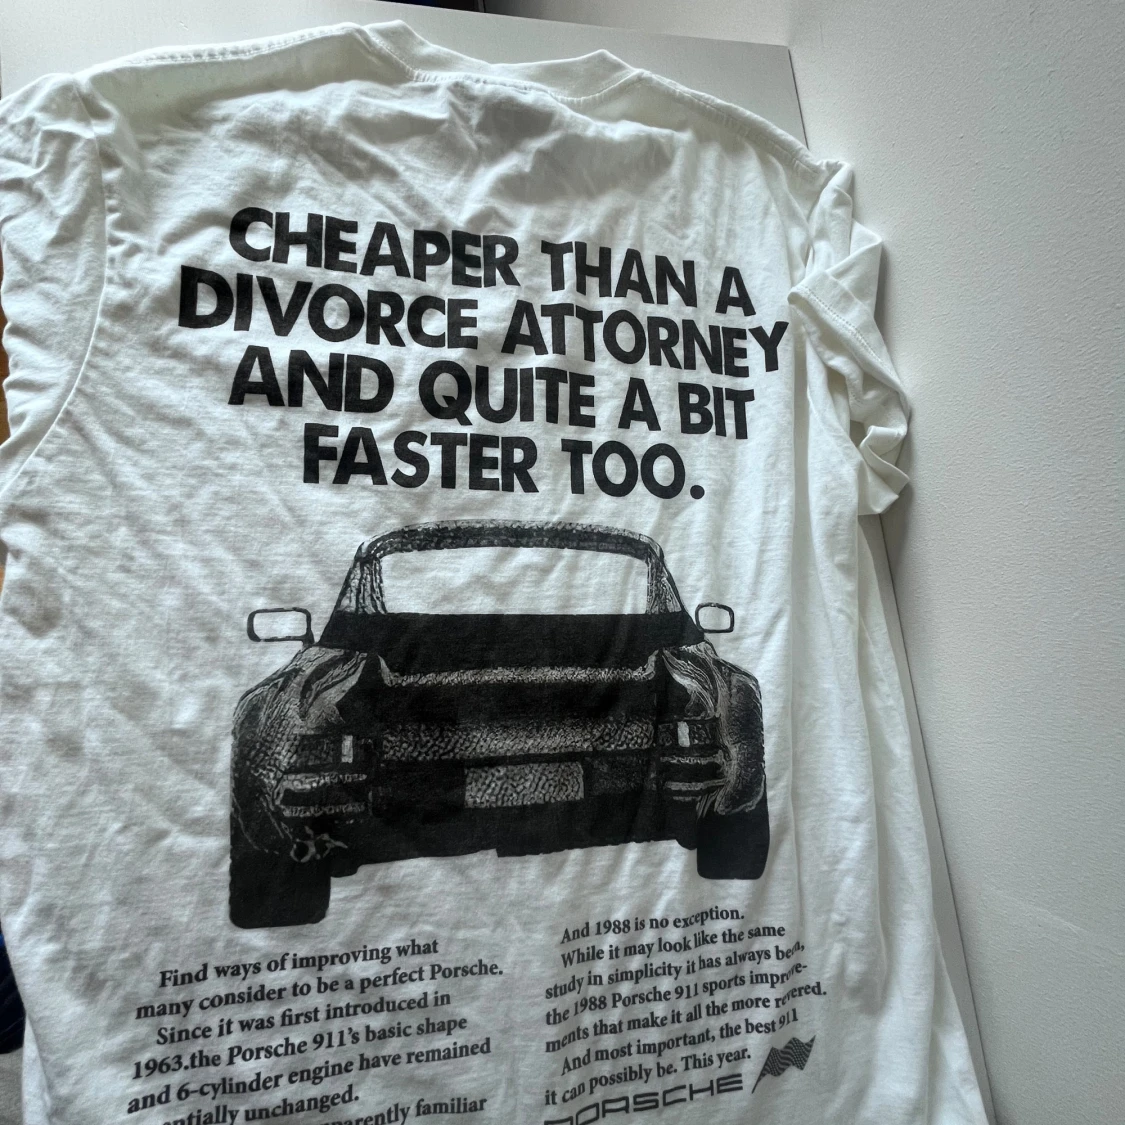 CHEAPER THAN A
DIVORCE ATTORNEY
AND QUITE A BIT
FASTER TOO.
Find ways of improving what
many consider to be a perfect Porsche.
Since it was first introduced in
1963.the Porsche 911's basic shape
and 6-cylinder engine have remained
unchanged.
familiar
And 1988 is no exception.
While it may look like the same
study in simplicity it has always been,
the 1988 Porsche 911 sports improve-
ments that make it all the more revered.
And most important, the best 911
it can possibly be. This year.
PORSCHE